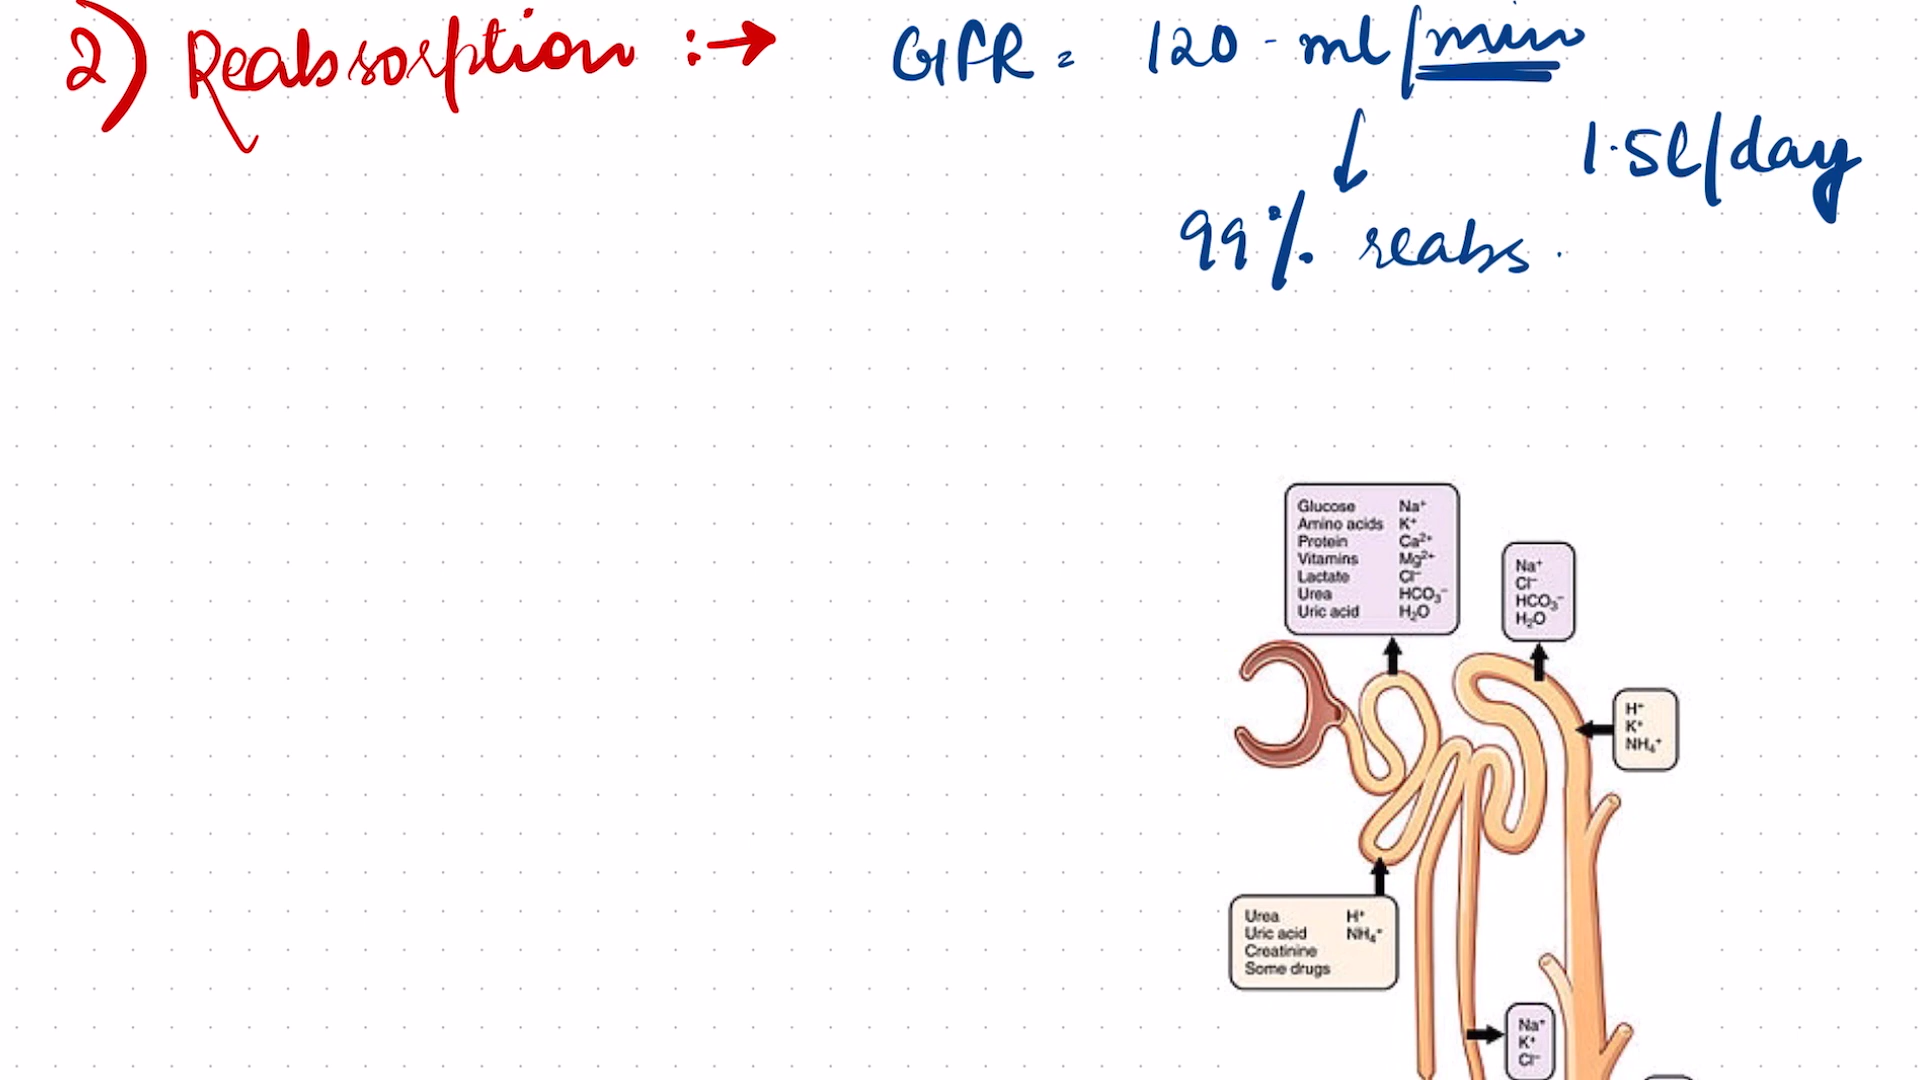 2) Reabsorption :→ GFR = 120 - ml/min
↓ 1.5l/day
99% reabs.
Glucose Na⁺
Amino acids K⁺
Protein Ca²⁺
Vitamins Mg²⁺
Lactate Cl⁻
Urea HCO₃⁻
Uric acid H₂O
Na⁺
Cl⁻
HCO₃⁻
H₂O
H⁺
K⁺
NH₄⁺
Urea H⁺
Uric acid NH₄⁺
Creatinine
Some drugs
Na⁺
K⁺
Cl⁻